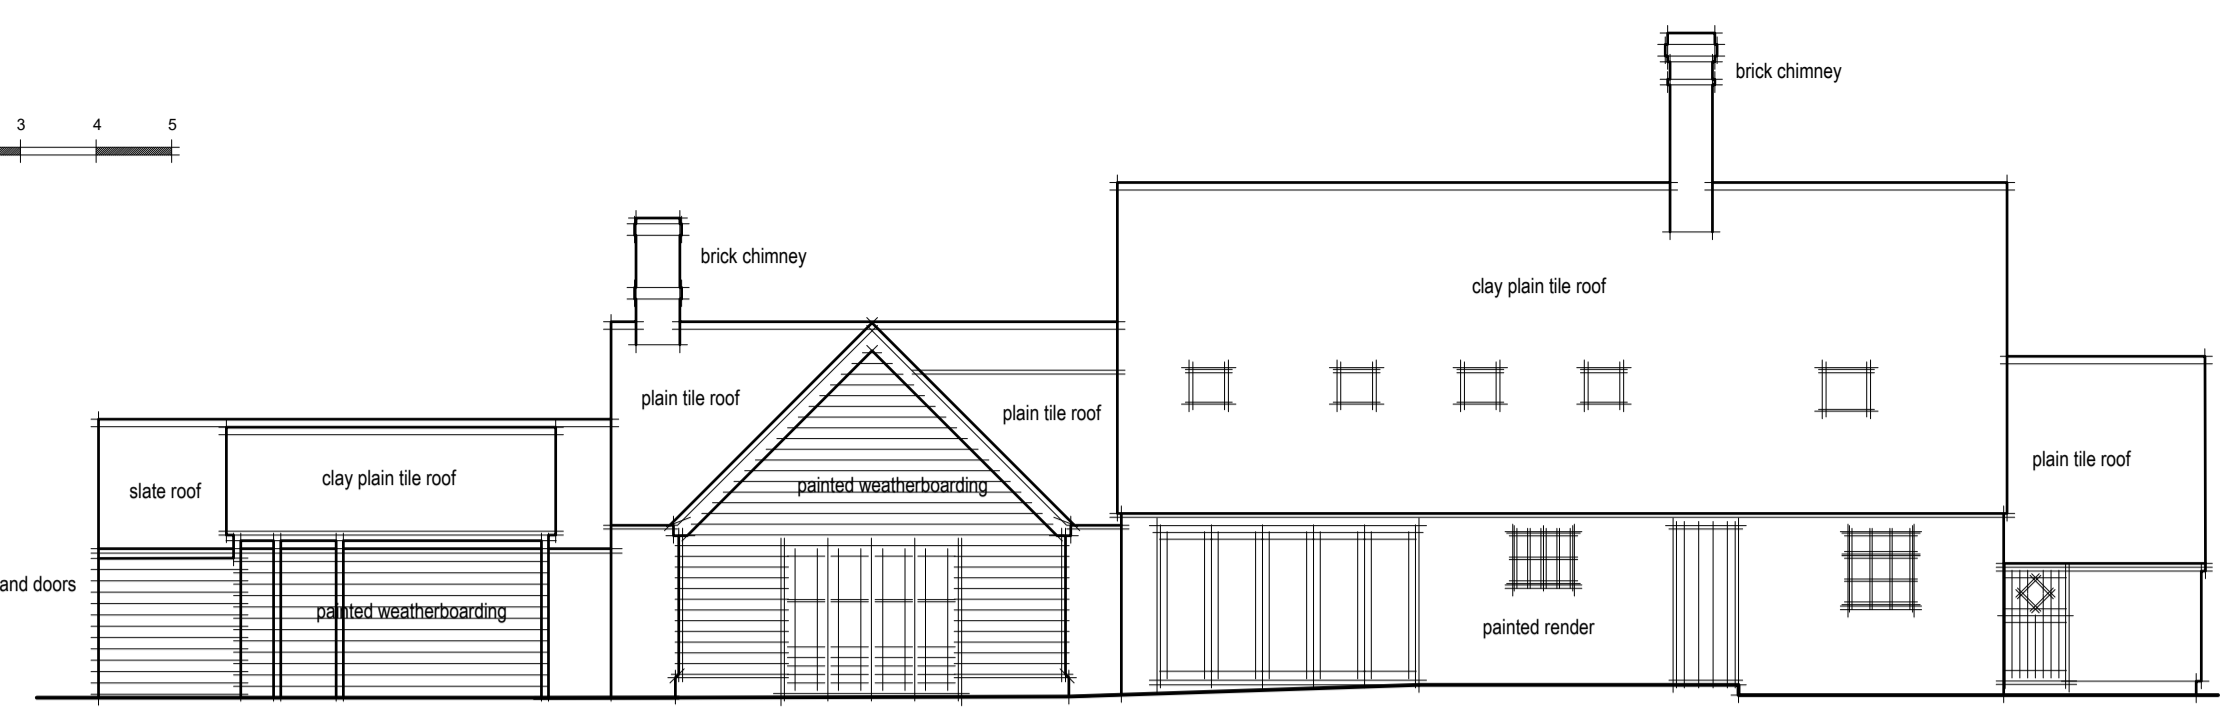 brick chimney
3 4 5
brick chimney
clay plain tile roof
plain tile roof
plain tile roof
plain tile roof
clay plain tile roof
slate roof
painted weatherboarding
and doors
painted weatherboarding
painted render